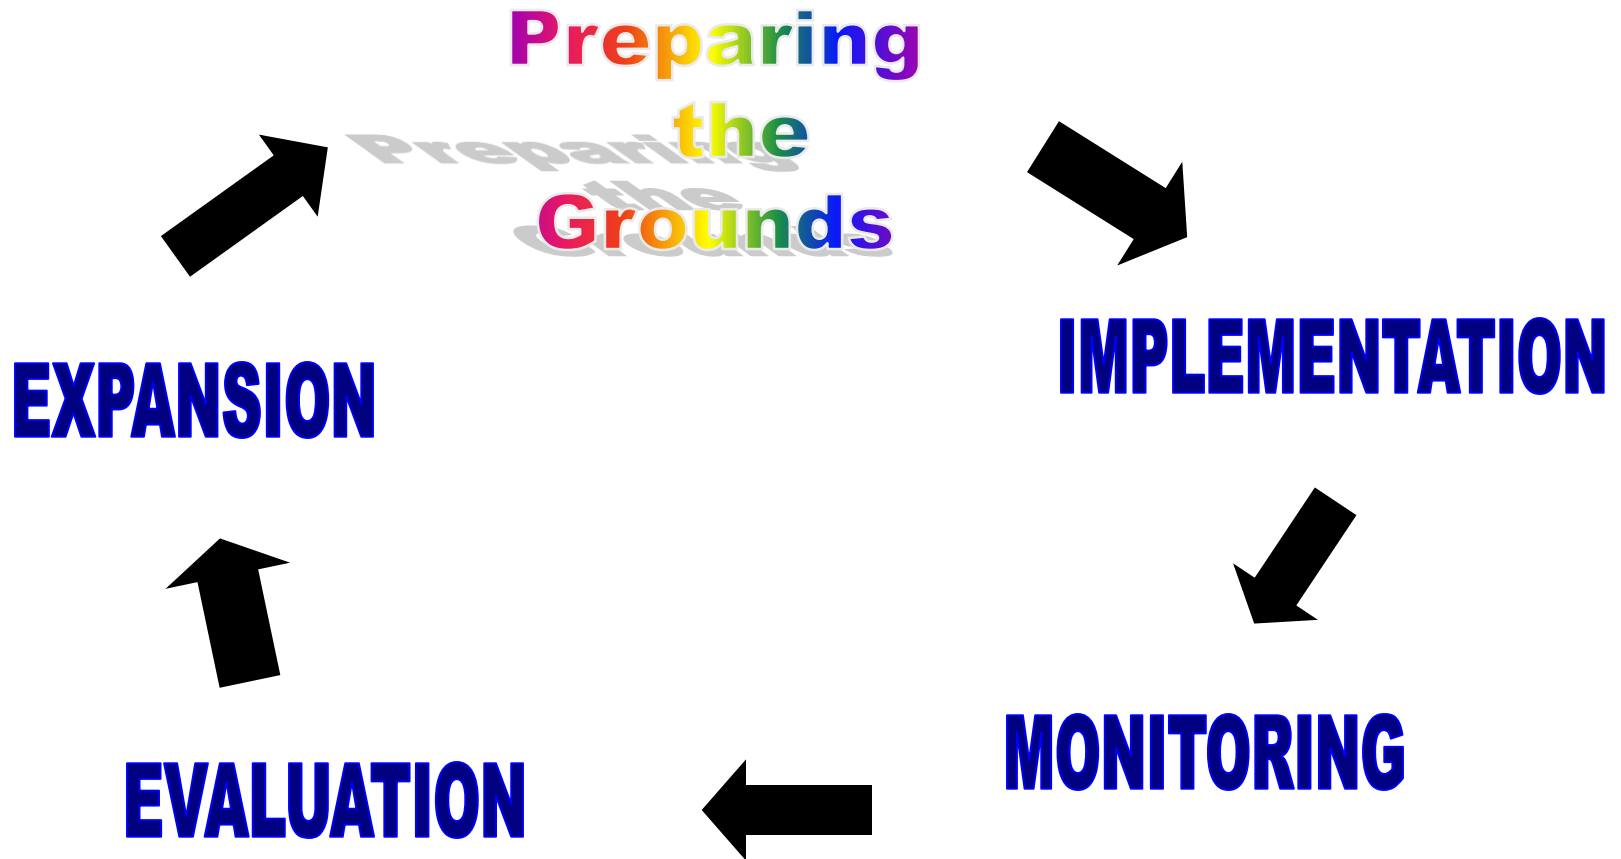 Preparing
the
Grounds
IMPLEMENTATION
EXPANSION
MONITORING
EVALUATION